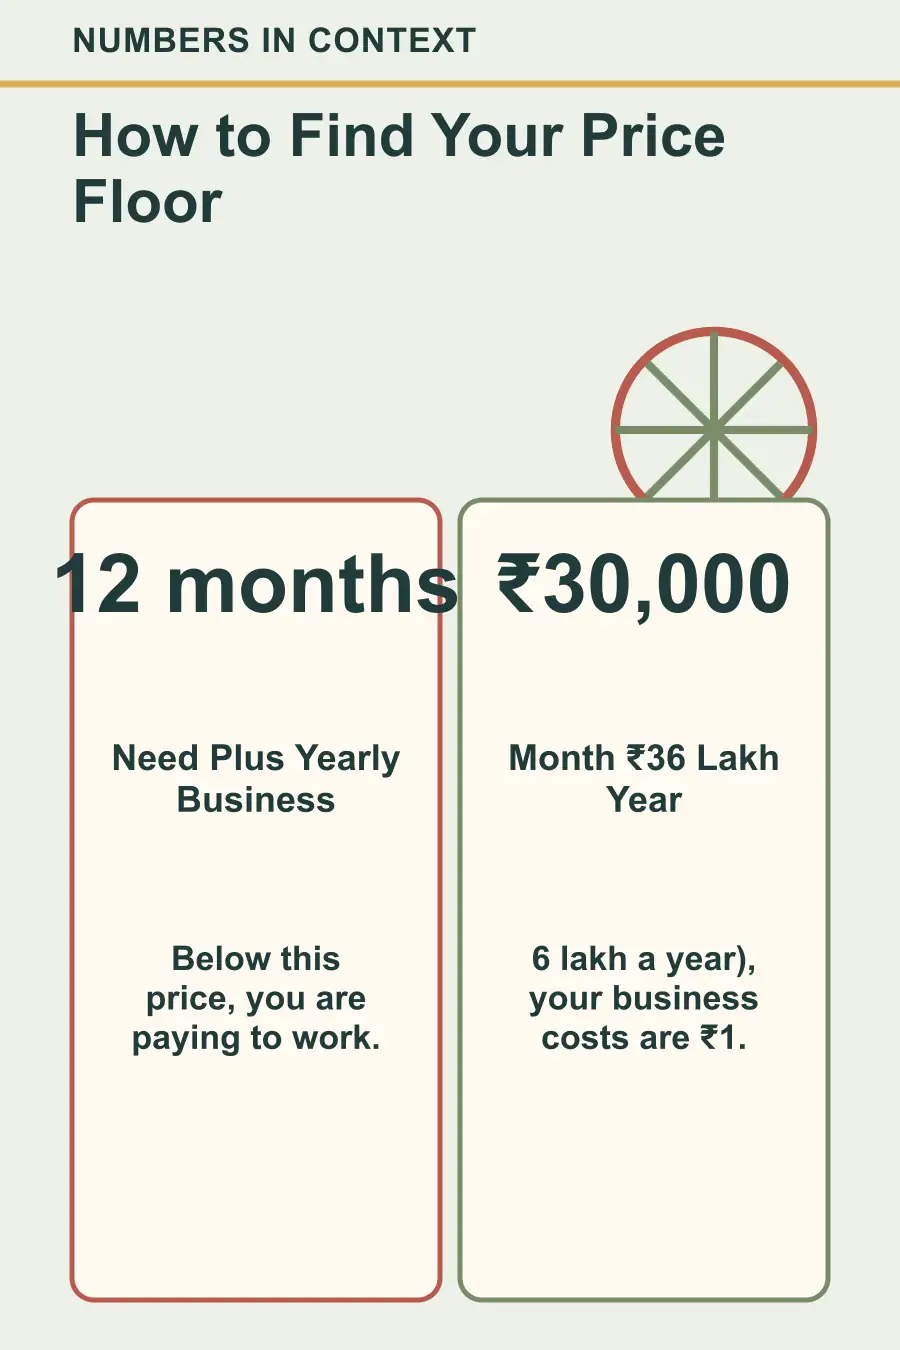 NUMBERS IN CONTEXT
How to Find Your Price
Floor
12 months
Need Plus Yearly
Business
Below this
price, you are
paying to work.
₹30,000
Month ₹36 Lakh
Year
6 lakh a year),
your business
costs are ₹1.